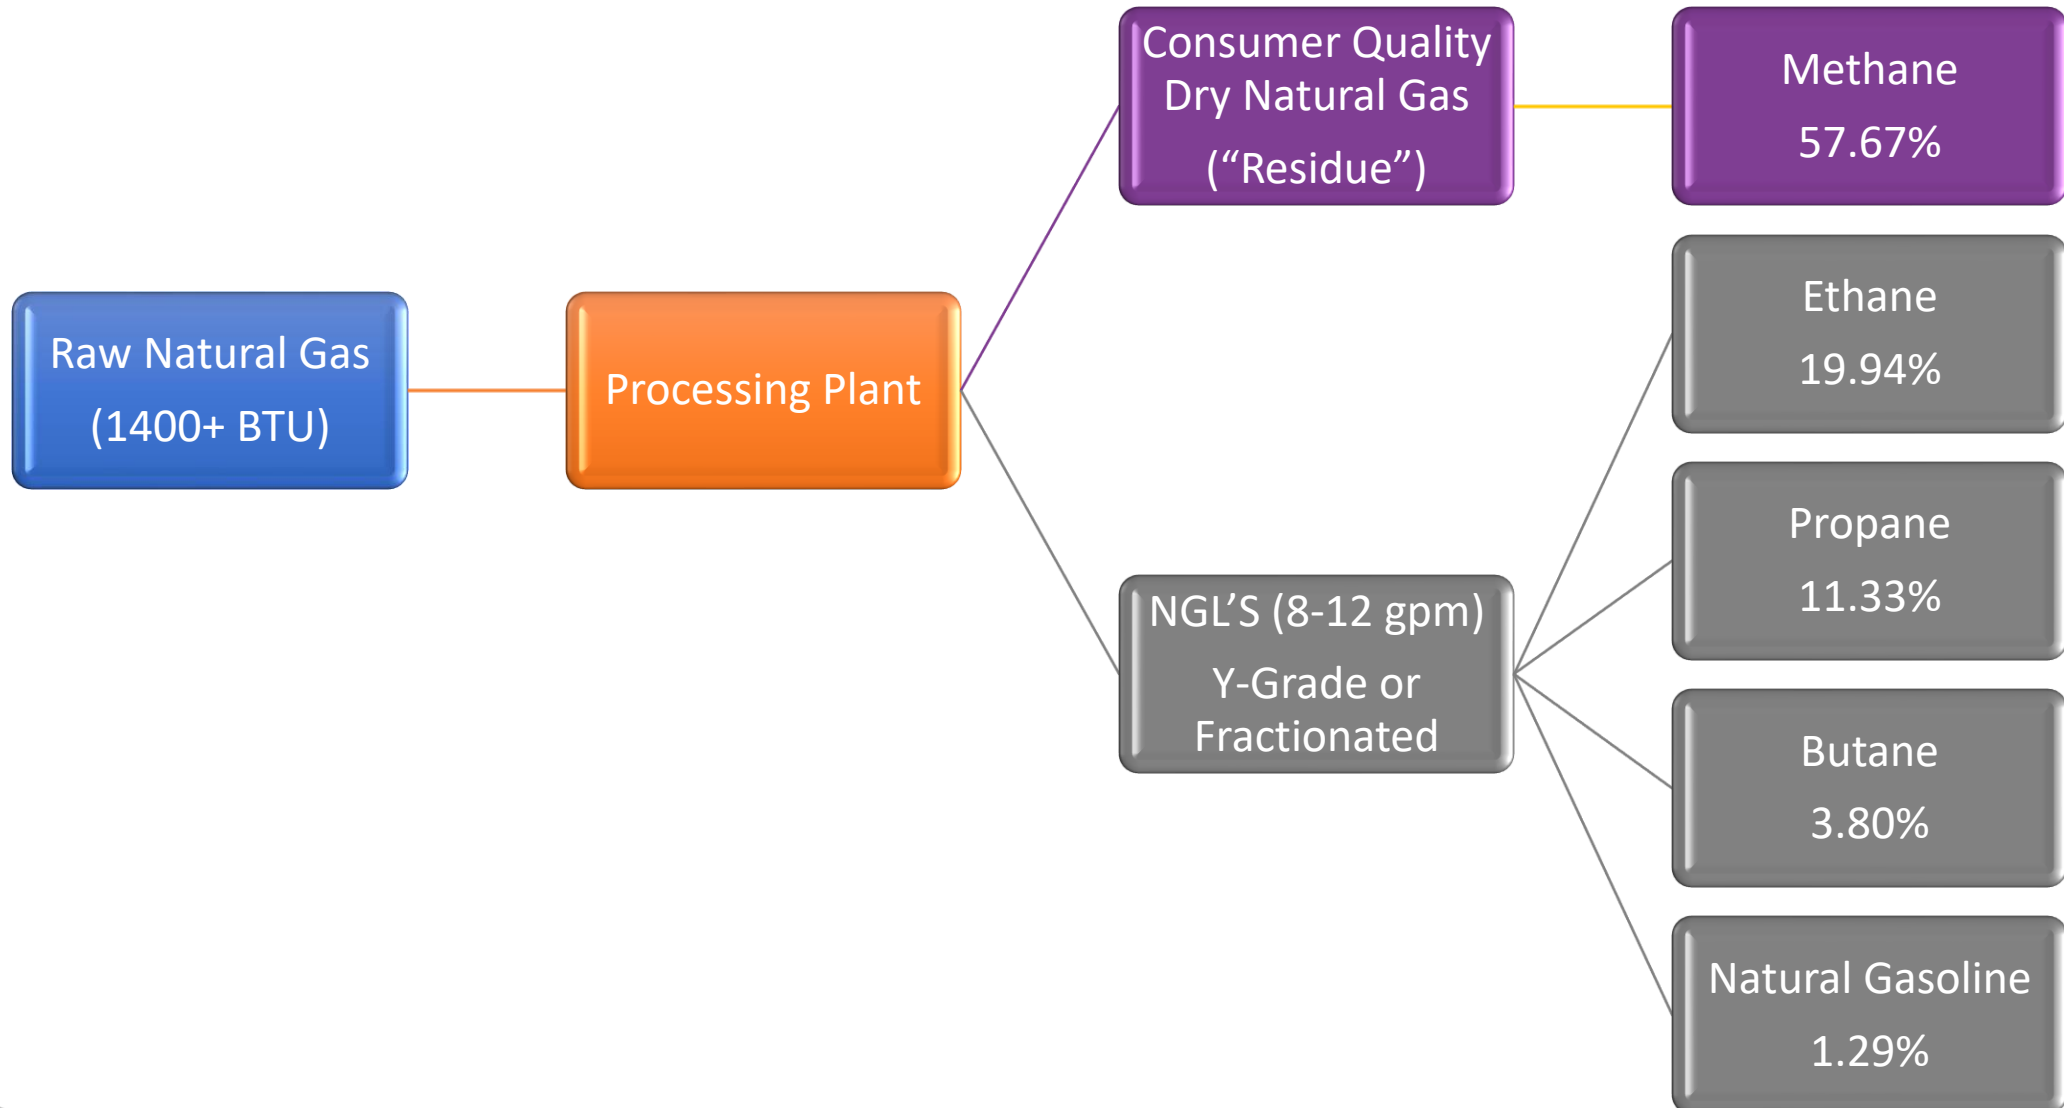 Raw Natural Gas
(1400+ BTU)
Processing Plant
Consumer Quality
Dry Natural Gas
(“Residue”)
Methane
57.67%
NGL’S (8-12 gpm)
Y-Grade or
Fractionated
Ethane
19.94%
Propane
11.33%
Butane
3.80%
Natural Gasoline
1.29%